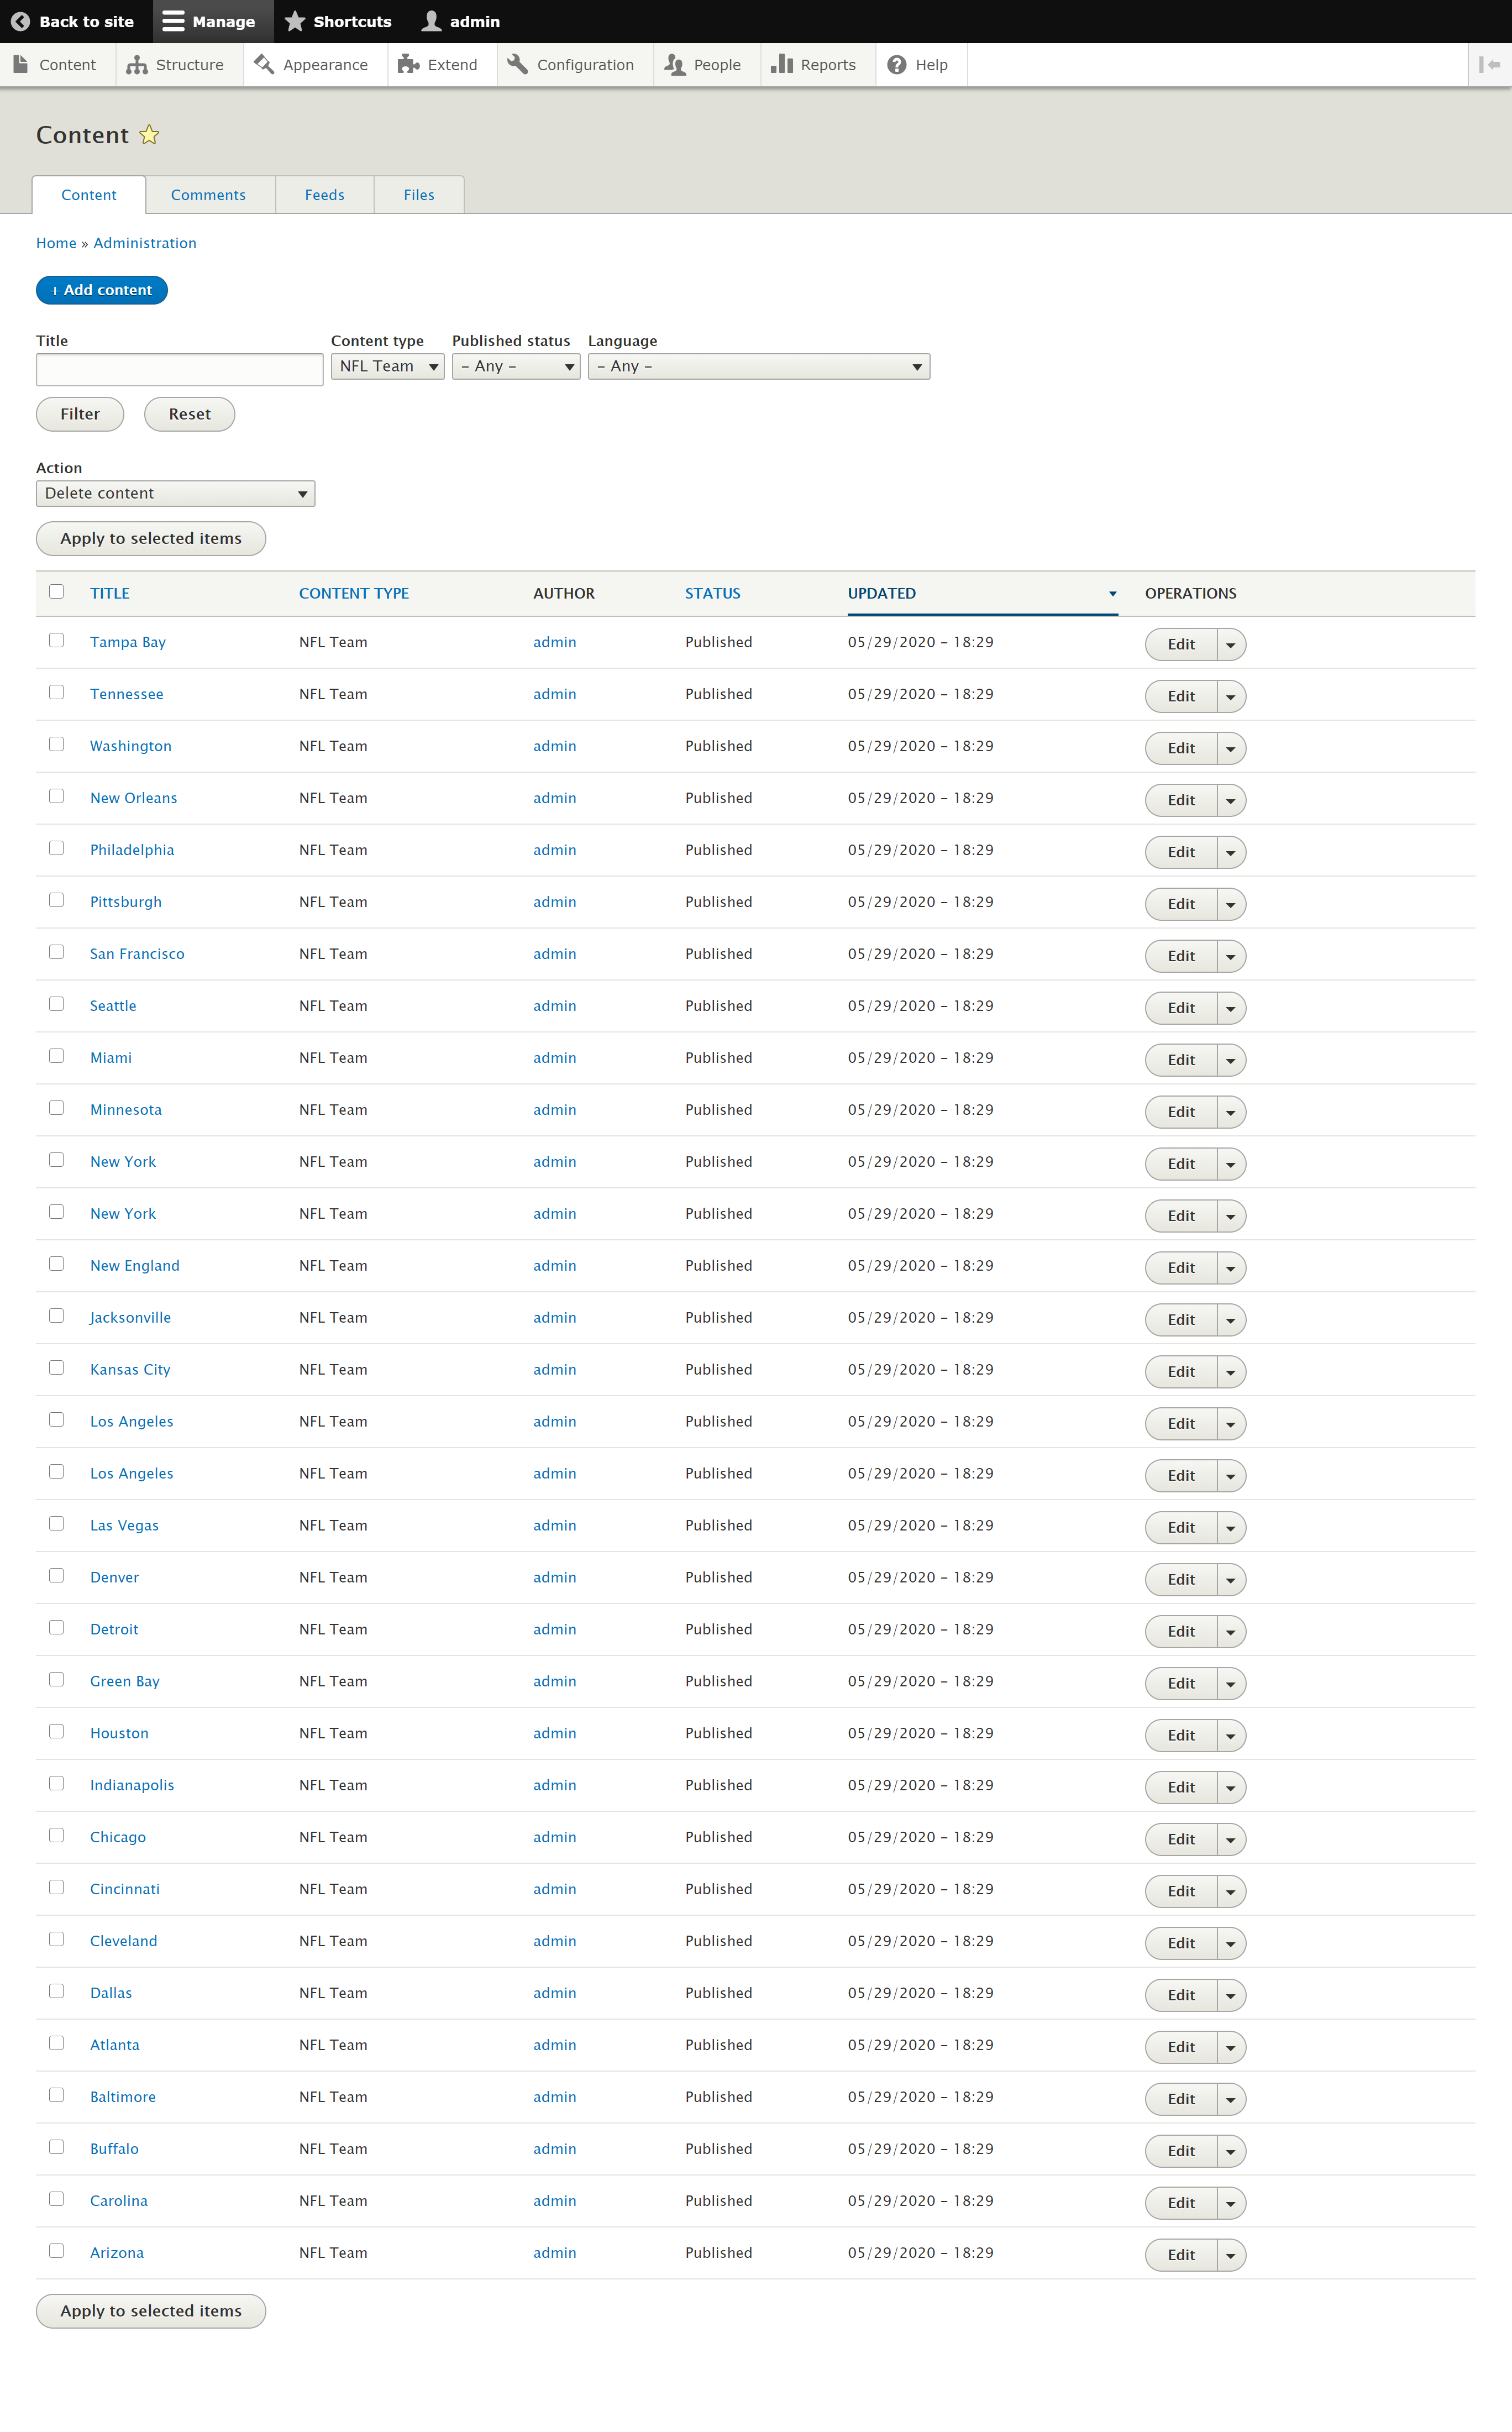 Back to site Manage Shortcuts admin
Content Structure Appearance Extend Configuration People Reports Help
Content
Content Comments Feeds Files
Home » Administration
+ Add content
Title Content type Published status Language
NFL Team – Any – – Any –
Filter Reset
Action
Delete content
Apply to selected items
TITLE CONTENT TYPE AUTHOR STATUS UPDATED OPERATIONS
Tampa Bay NFL Team admin Published 05/29/2020 – 18:29 Edit
Tennessee NFL Team admin Published 05/29/2020 – 18:29 Edit
Washington NFL Team admin Published 05/29/2020 – 18:29 Edit
New Orleans NFL Team admin Published 05/29/2020 – 18:29 Edit
Philadelphia NFL Team admin Published 05/29/2020 – 18:29 Edit
Pittsburgh NFL Team admin Published 05/29/2020 – 18:29 Edit
San Francisco NFL Team admin Published 05/29/2020 – 18:29 Edit
Seattle NFL Team admin Published 05/29/2020 – 18:29 Edit
Miami NFL Team admin Published 05/29/2020 – 18:29 Edit
Minnesota NFL Team admin Published 05/29/2020 – 18:29 Edit
New York NFL Team admin Published 05/29/2020 – 18:29 Edit
New York NFL Team admin Published 05/29/2020 – 18:29 Edit
New England NFL Team admin Published 05/29/2020 – 18:29 Edit
Jacksonville NFL Team admin Published 05/29/2020 – 18:29 Edit
Kansas City NFL Team admin Published 05/29/2020 – 18:29 Edit
Los Angeles NFL Team admin Published 05/29/2020 – 18:29 Edit
Los Angeles NFL Team admin Published 05/29/2020 – 18:29 Edit
Las Vegas NFL Team admin Published 05/29/2020 – 18:29 Edit
Denver NFL Team admin Published 05/29/2020 – 18:29 Edit
Detroit NFL Team admin Published 05/29/2020 – 18:29 Edit
Green Bay NFL Team admin Published 05/29/2020 – 18:29 Edit
Houston NFL Team admin Published 05/29/2020 – 18:29 Edit
Indianapolis NFL Team admin Published 05/29/2020 – 18:29 Edit
Chicago NFL Team admin Published 05/29/2020 – 18:29 Edit
Cincinnati NFL Team admin Published 05/29/2020 – 18:29 Edit
Cleveland NFL Team admin Published 05/29/2020 – 18:29 Edit
Dallas NFL Team admin Published 05/29/2020 – 18:29 Edit
Atlanta NFL Team admin Published 05/29/2020 – 18:29 Edit
Baltimore NFL Team admin Published 05/29/2020 – 18:29 Edit
Buffalo NFL Team admin Published 05/29/2020 – 18:29 Edit
Carolina NFL Team admin Published 05/29/2020 – 18:29 Edit
Arizona NFL Team admin Published 05/29/2020 – 18:29 Edit
Apply to selected items